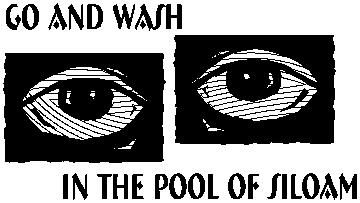 GO AND WASH
IN THE POOL OF SILOAM